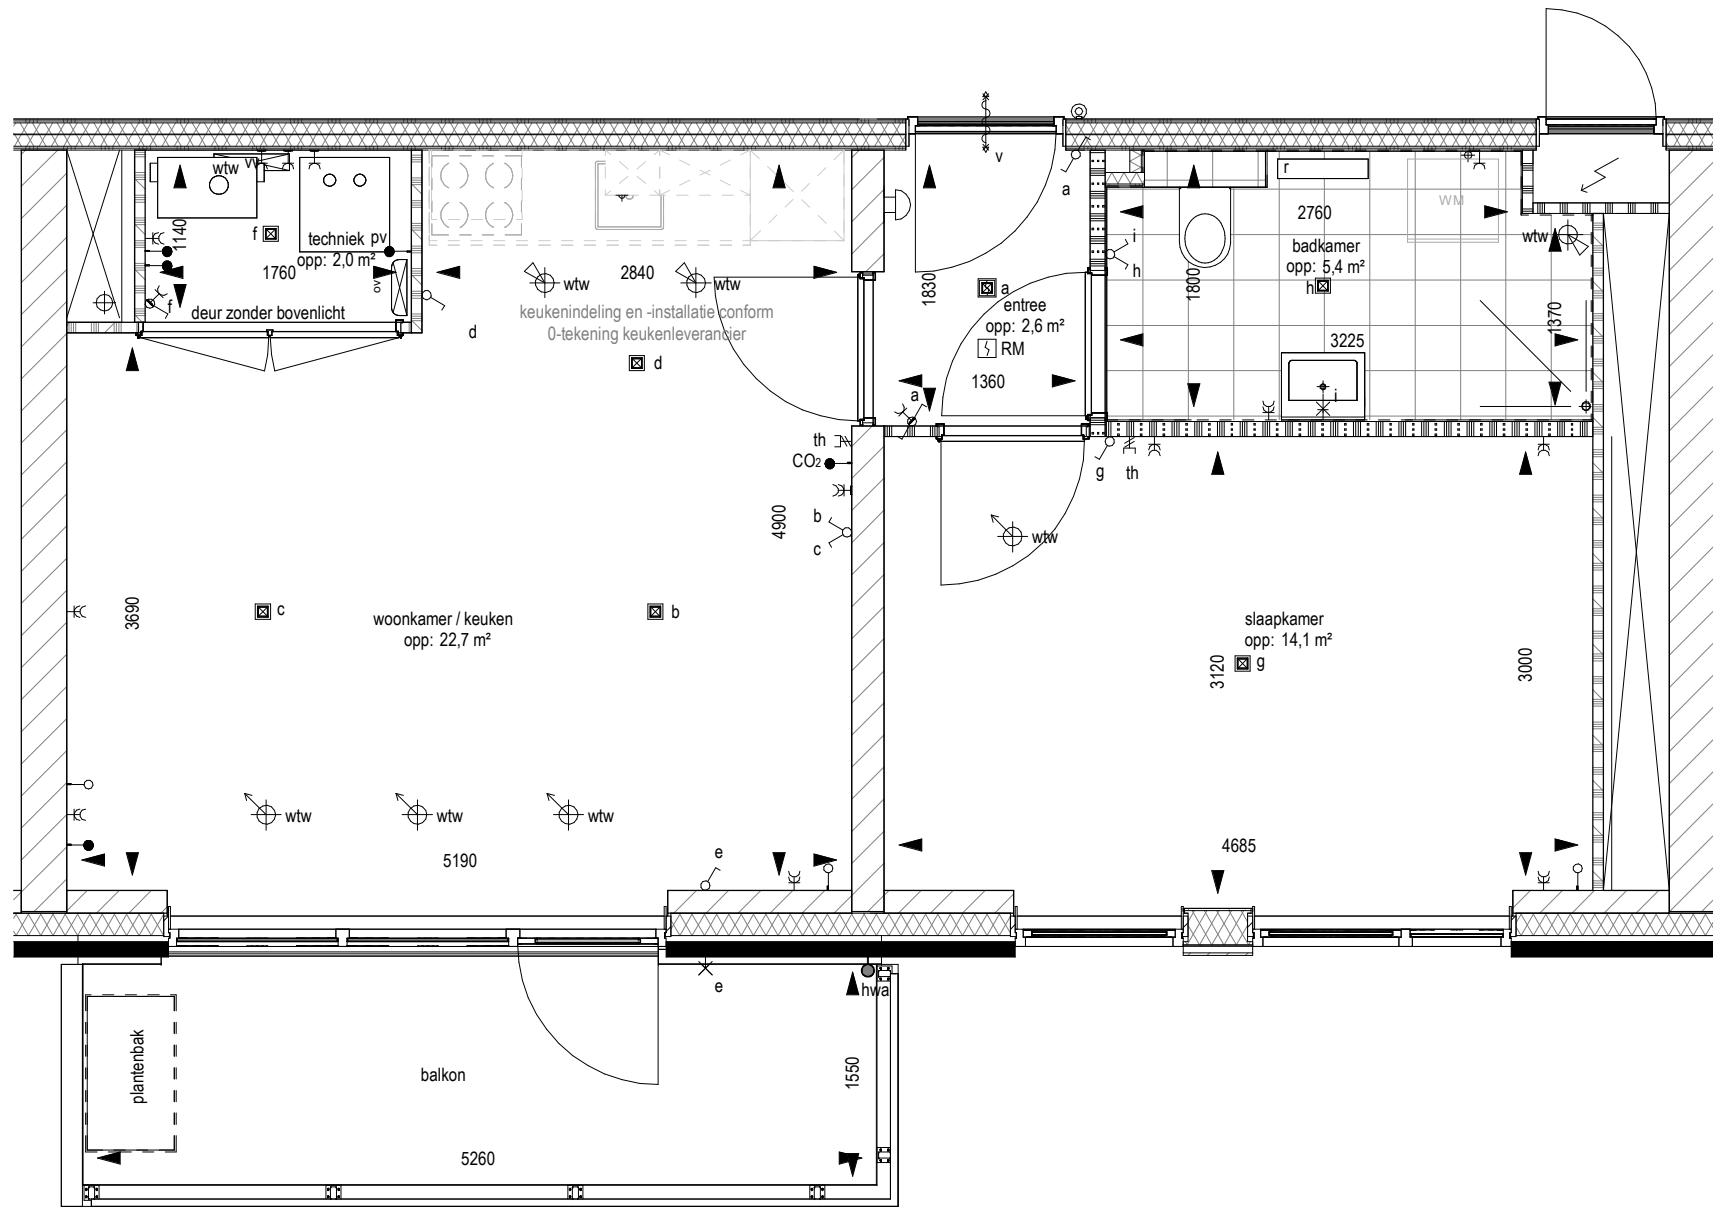 v
a
wtw
vv
r
WM
f
1140
techniek pv
opp: 2,0 m²
1760
ov
f
deur zonder bovenlicht
wtw
2840
wtw
keukenindeling en -installatie conform
0-tekening keukenleverancier
d
d
1830
a
entree
opp: 2,6 m²
RM
1360
a
i
h
2760
badkamer
opp: 5,4 m²
h
1800
wtw
1370
3225
i
th
CO2
b
c
4900
g
th
wtw
3690
c
woonkamer / keuken
opp: 22,7 m²
b
slaapkamer
opp: 14,1 m²
g
3120
3000
wtw
wtw
wtw
5190
e
4685
e
hwa
plantenbak
balkon
1550
5260